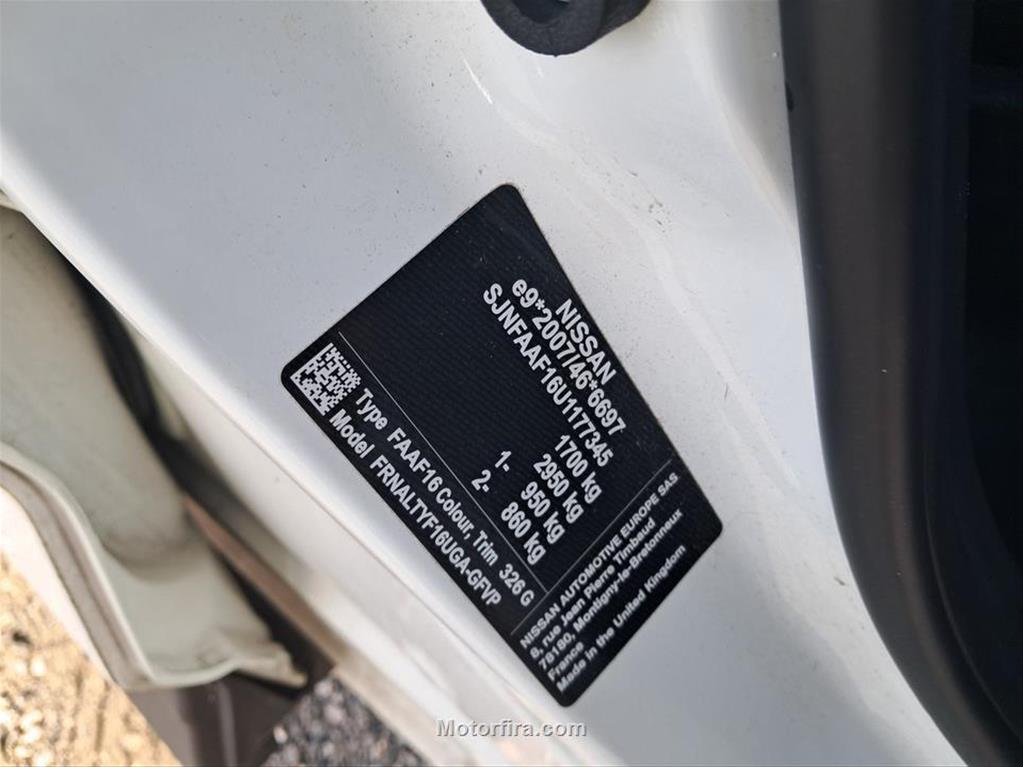 NISSAN
e9*2007/46*6697
SJNFAAF16U1177345
1700 kg
2950 kg
1- 950 kg
2- 860 kg
Type FAAF16 Colour, Trim 326 G
Model FRNALTYF16UGA-GFVP
NISSAN AUTOMOTIVE EUROPE SAS
8, rue Jean Pierre Timbaud
78180, Montigny-le-Bretonneux
France
Made in the United Kingdom
Motorfira.com